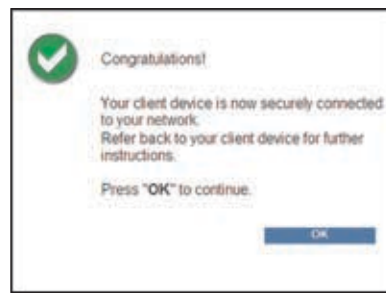 Congratulations!
Your client device is now securely connected
to your network.
Refer back to your client device for further
instructions.
Press "OK" to continue.
OK